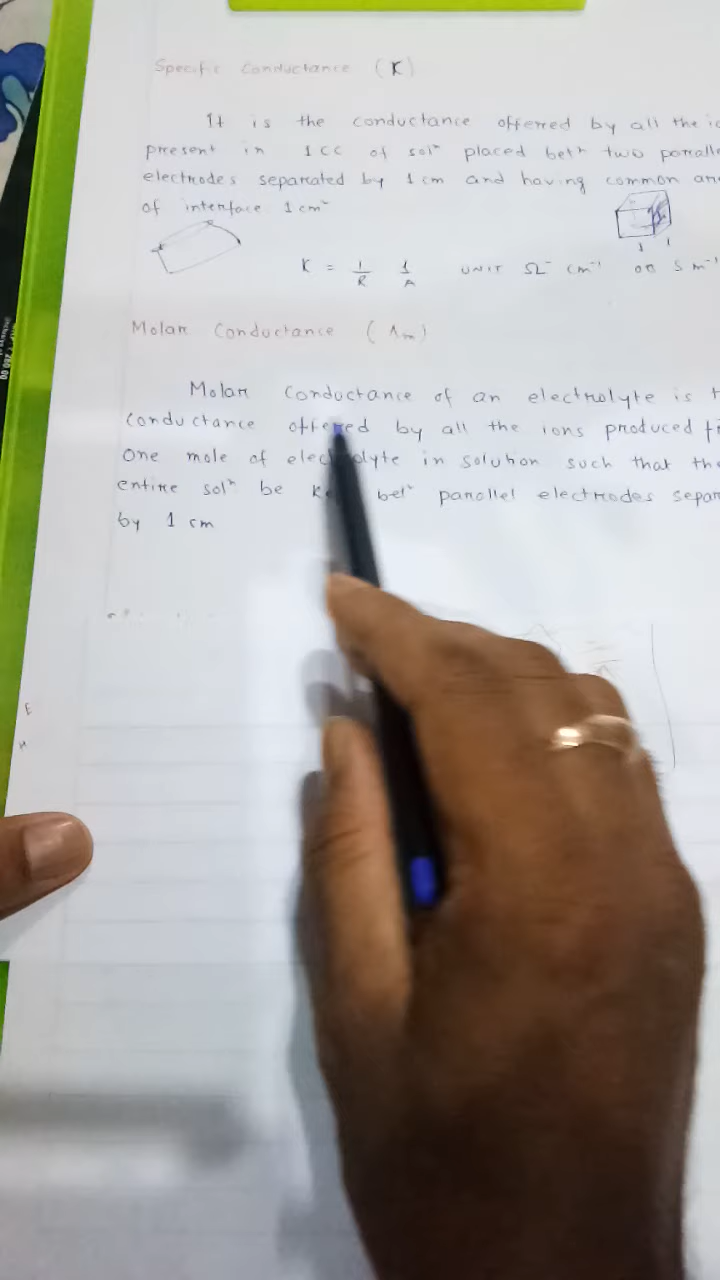 Specific Conductance (K)
It is the conductance offerred by all the
present in 1 CC of solⁿ placed betⁿ two
electrodes separated by 1 cm and having common
of interface 1 cm²
K = 1/R 1/A UNIT Ω⁻ cm⁻¹ or S m⁻¹
Molar Conductance (Λm)
Molar conductance of an electrolyte is
conductance offered by all the ions produced
One mole of electrolyte in solution such that
entire solⁿ be betⁿ parallel electrodes
by 1 cm